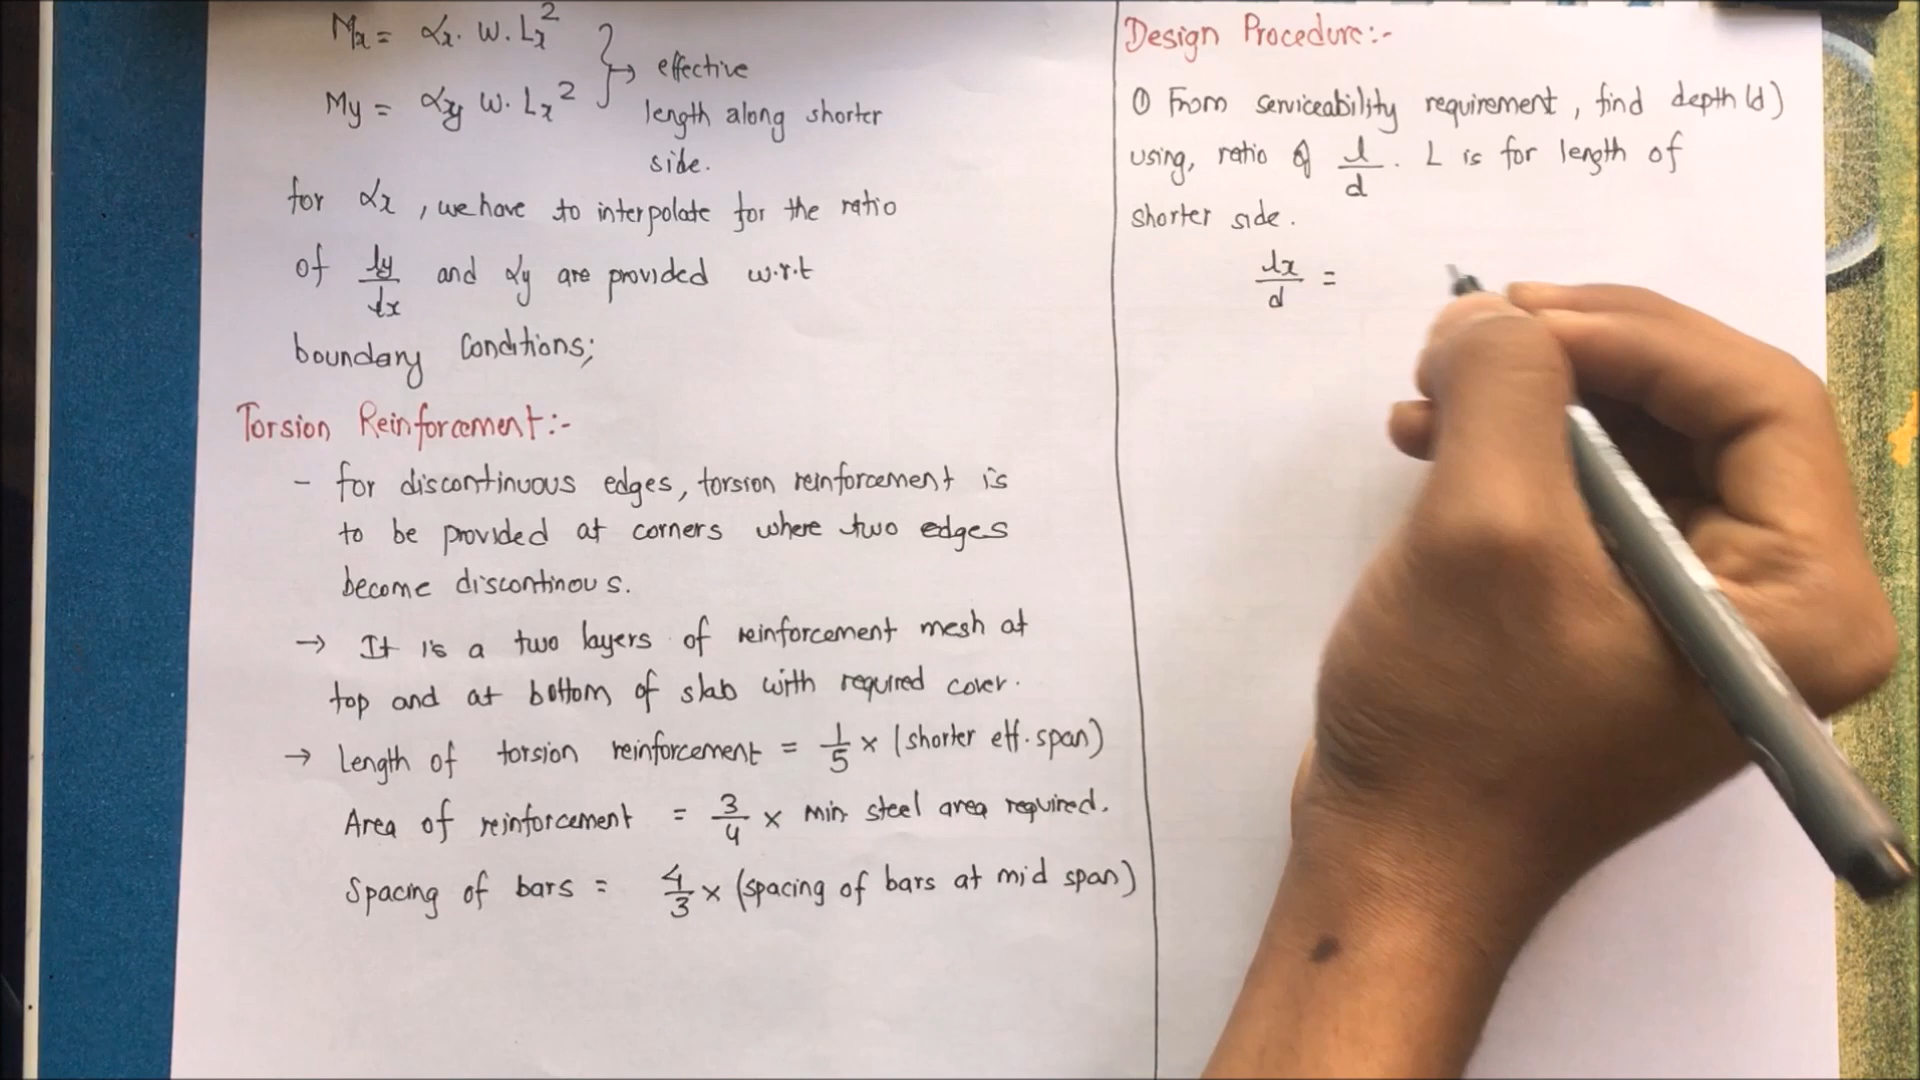 Mx = αx. W. Lx²
My = αxy W. Lx²
} → effective
length along shorter
side.
for αx, we have to interpolate for the ratio
of ly/lx and αy are provided w.r.t
boundary Conditions;
Torsion Reinforcement:-
- for discontinuous edges, torsion reinforcement is
to be provided at corners where two edges
become discontinous.
→ It is a two layers of reinforcement mesh at
top and at bottom of slab with required cover.
→ Length of torsion reinforcement = 1/5 × (shorter eff. span)
Area of reinforcement = 3/4 × min steel area required.
Spacing of bars = 4/3 × (spacing of bars at mid span)
Design Procedure:-
① From serviceability requirement, find depth (d)
using, ratio of l/d. L is for length of
shorter side.
lx/d =